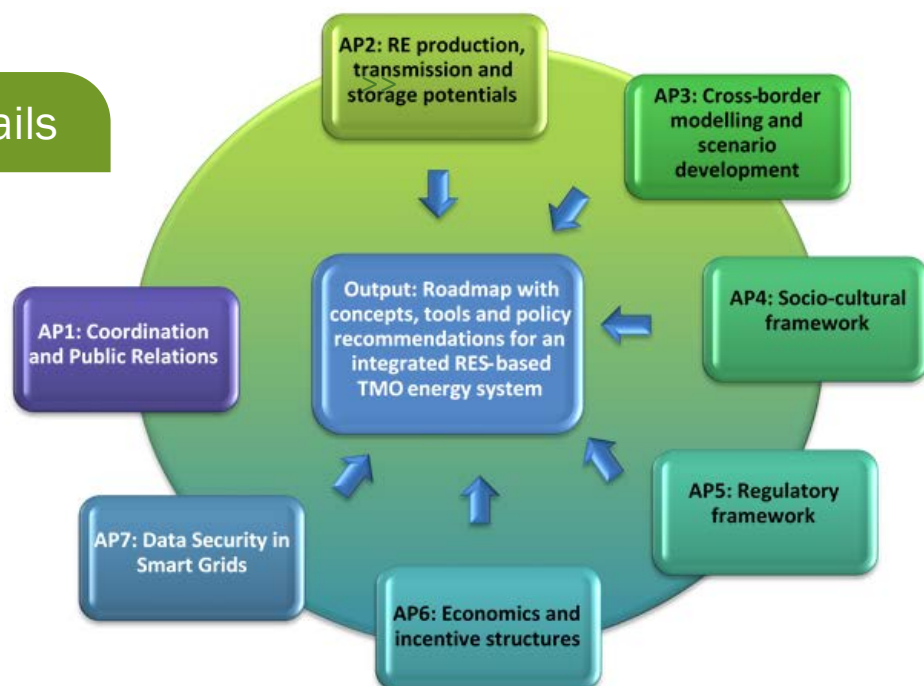 ails
AP2: RE production,
transmission and
storage potentials
AP3: Cross-border
modelling and
scenario
development
AP1: Coordination
and Public Relations
Output: Roadmap with
concepts, tools and policy
recommendations for an
integrated RES-based
TMO energy system
AP4: Socio-cultural
framework
AP5: Regulatory
framework
AP7: Data Security in
Smart Grids
AP6: Economics and
incentive structures